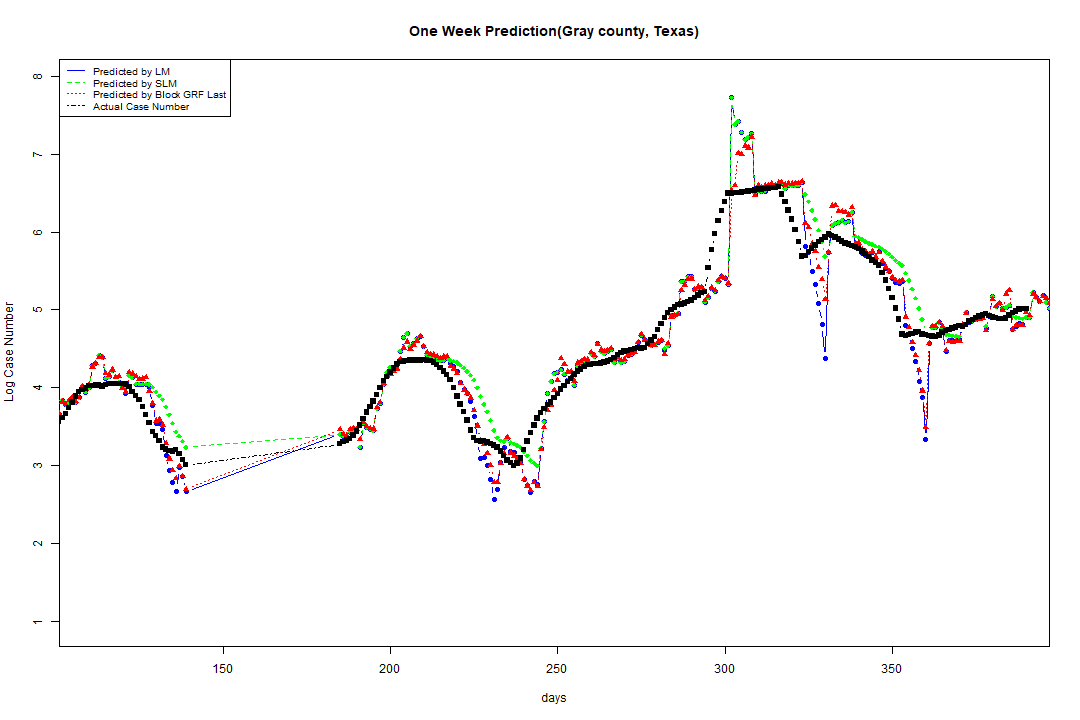 One Week Prediction(Gray county, Texas)
Predicted by LM
Predicted by SLM
Predicted by Block GRF Last
Actual Case Number
8
7
6
5
4
3
2
1
Log Case Number
150
200
250
300
350
days